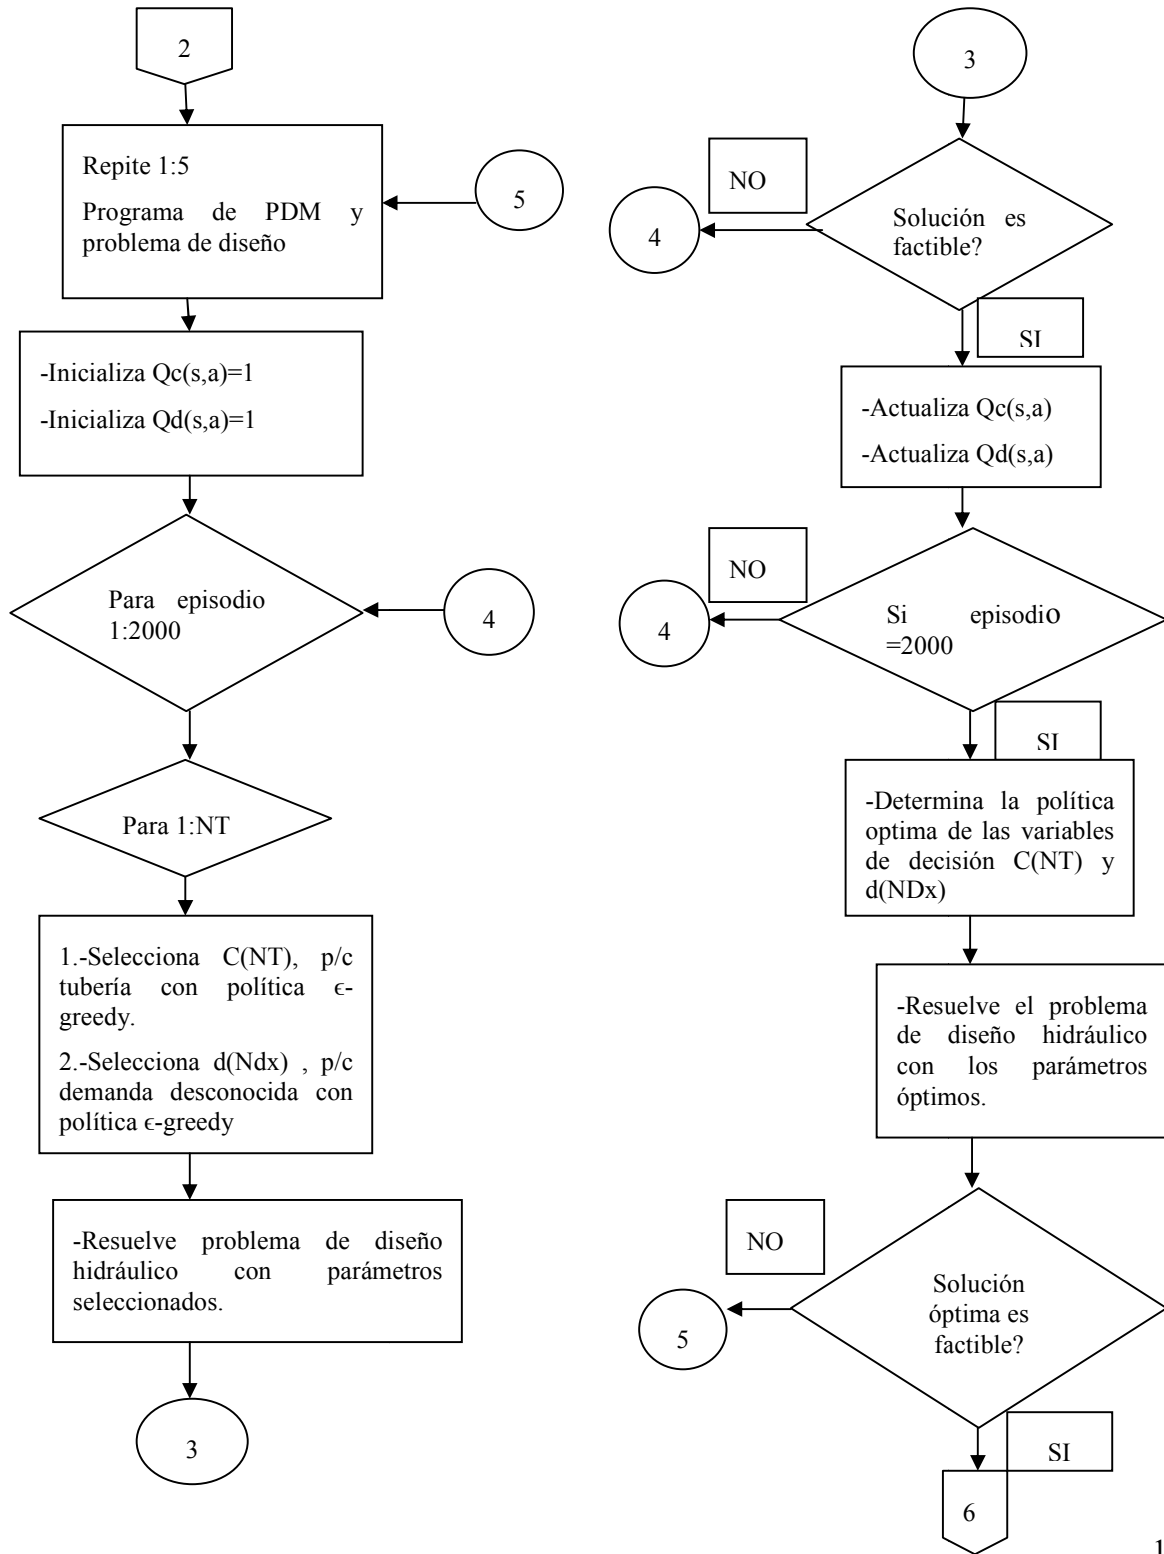 2
Repite 1:5
Programa de PDM y
problema de diseño
5
-Inicializa Qc(s,a)=1
-Inicializa Qd(s,a)=1
Para episodio
1:2000
4
Para 1:NT
1.-Selecciona C(NT), p/c
tubería con política ϵ-
greedy.
2.-Selecciona d(Ndx) , p/c
demanda desconocida con
política ϵ-greedy
-Resuelve problema de diseño
hidráulico con parámetros
seleccionados.
3
3
NO
Solución es
factible?
4
SI
-Actualiza Qc(s,a)
-Actualiza Qd(s,a)
NO
Si episodio
=2000
4
SI
-Determina la política
optima de las variables
de decisión C(NT) y
d(NDx)
-Resuelve el problema
de diseño hidráulico
con los parámetros
óptimos.
NO
Solución
óptima es
factible?
5
SI
6
1